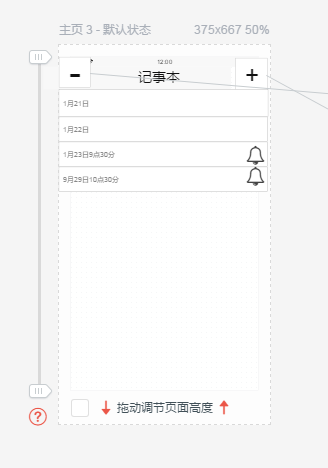 主页 3 - 默认状态 375x667 50%
12:00
- 记事本 +
1月21日
1月22日
1月23日9点30分
9月29日10点30分
? 拖动调节页面高度